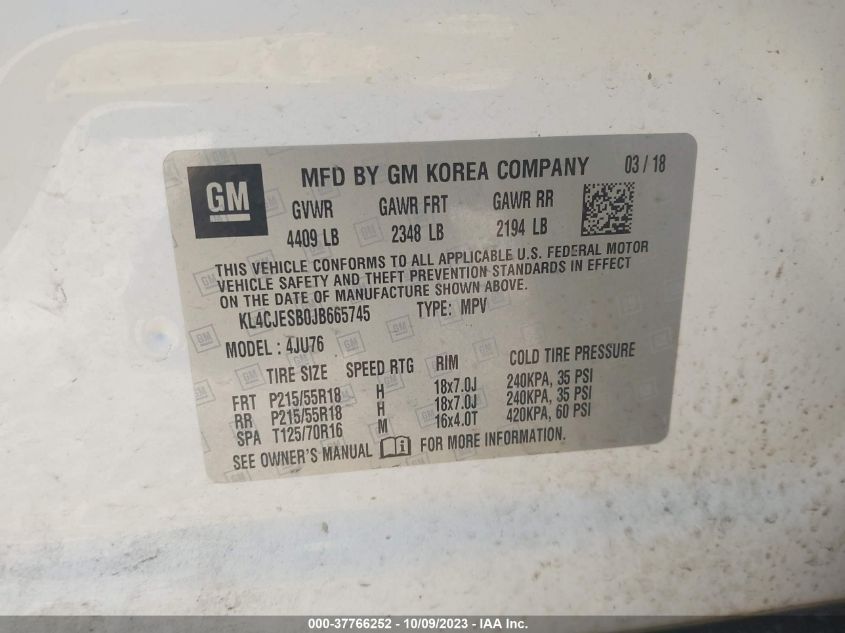 GM
MFD BY GM KOREA COMPANY 03 / 18
GVWR GAWR FRT GAWR RR
4409 LB 2348 LB 2194 LB
THIS VEHICLE CONFORMS TO ALL APPLICABLE U.S. FEDERAL MOTOR
VEHICLE SAFETY AND THEFT PREVENTION STANDARDS IN EFFECT
ON THE DATE OF MANUFACTURE SHOWN ABOVE.
KL4CJESB0JB665745 TYPE: MPV
MODEL : 4JU76
TIRE SIZE SPEED RTG RIM COLD TIRE PRESSURE
FRT P215/55R18 H 18x7.0J 240KPA, 35 PSI
RR P215/55R18 H 18x7.0J 240KPA, 35 PSI
SPA T125/70R16 M 16x4.0T 420KPA, 60 PSI
SEE OWNER'S MANUAL FOR MORE INFORMATION.
000-37766252 - 10/09/2023 - IAA Inc.